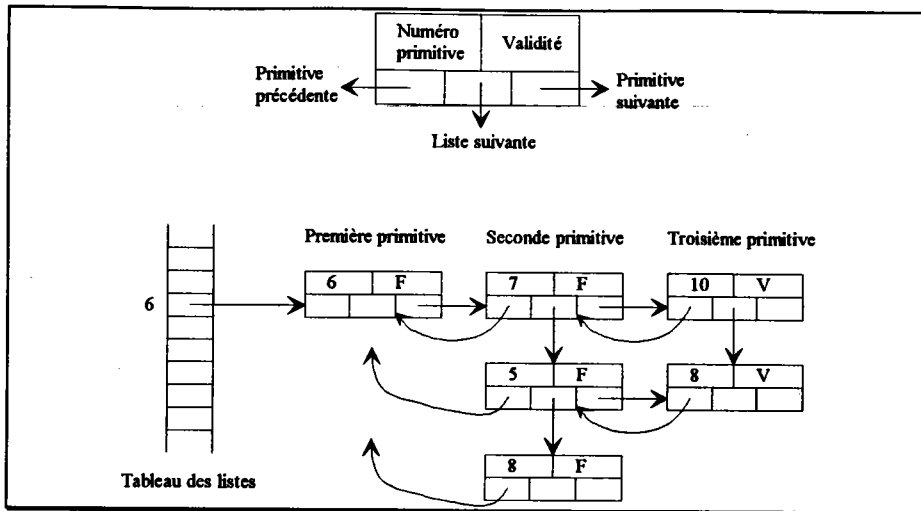 Numéro
primitive
Validité
Primitive
précédente
Primitive
suivante
Liste suivante
Première primitive
Seconde primitive
Troisième primitive
6
6 F
7 F
10 V
5 F
8 V
8 F
Tableau des listes